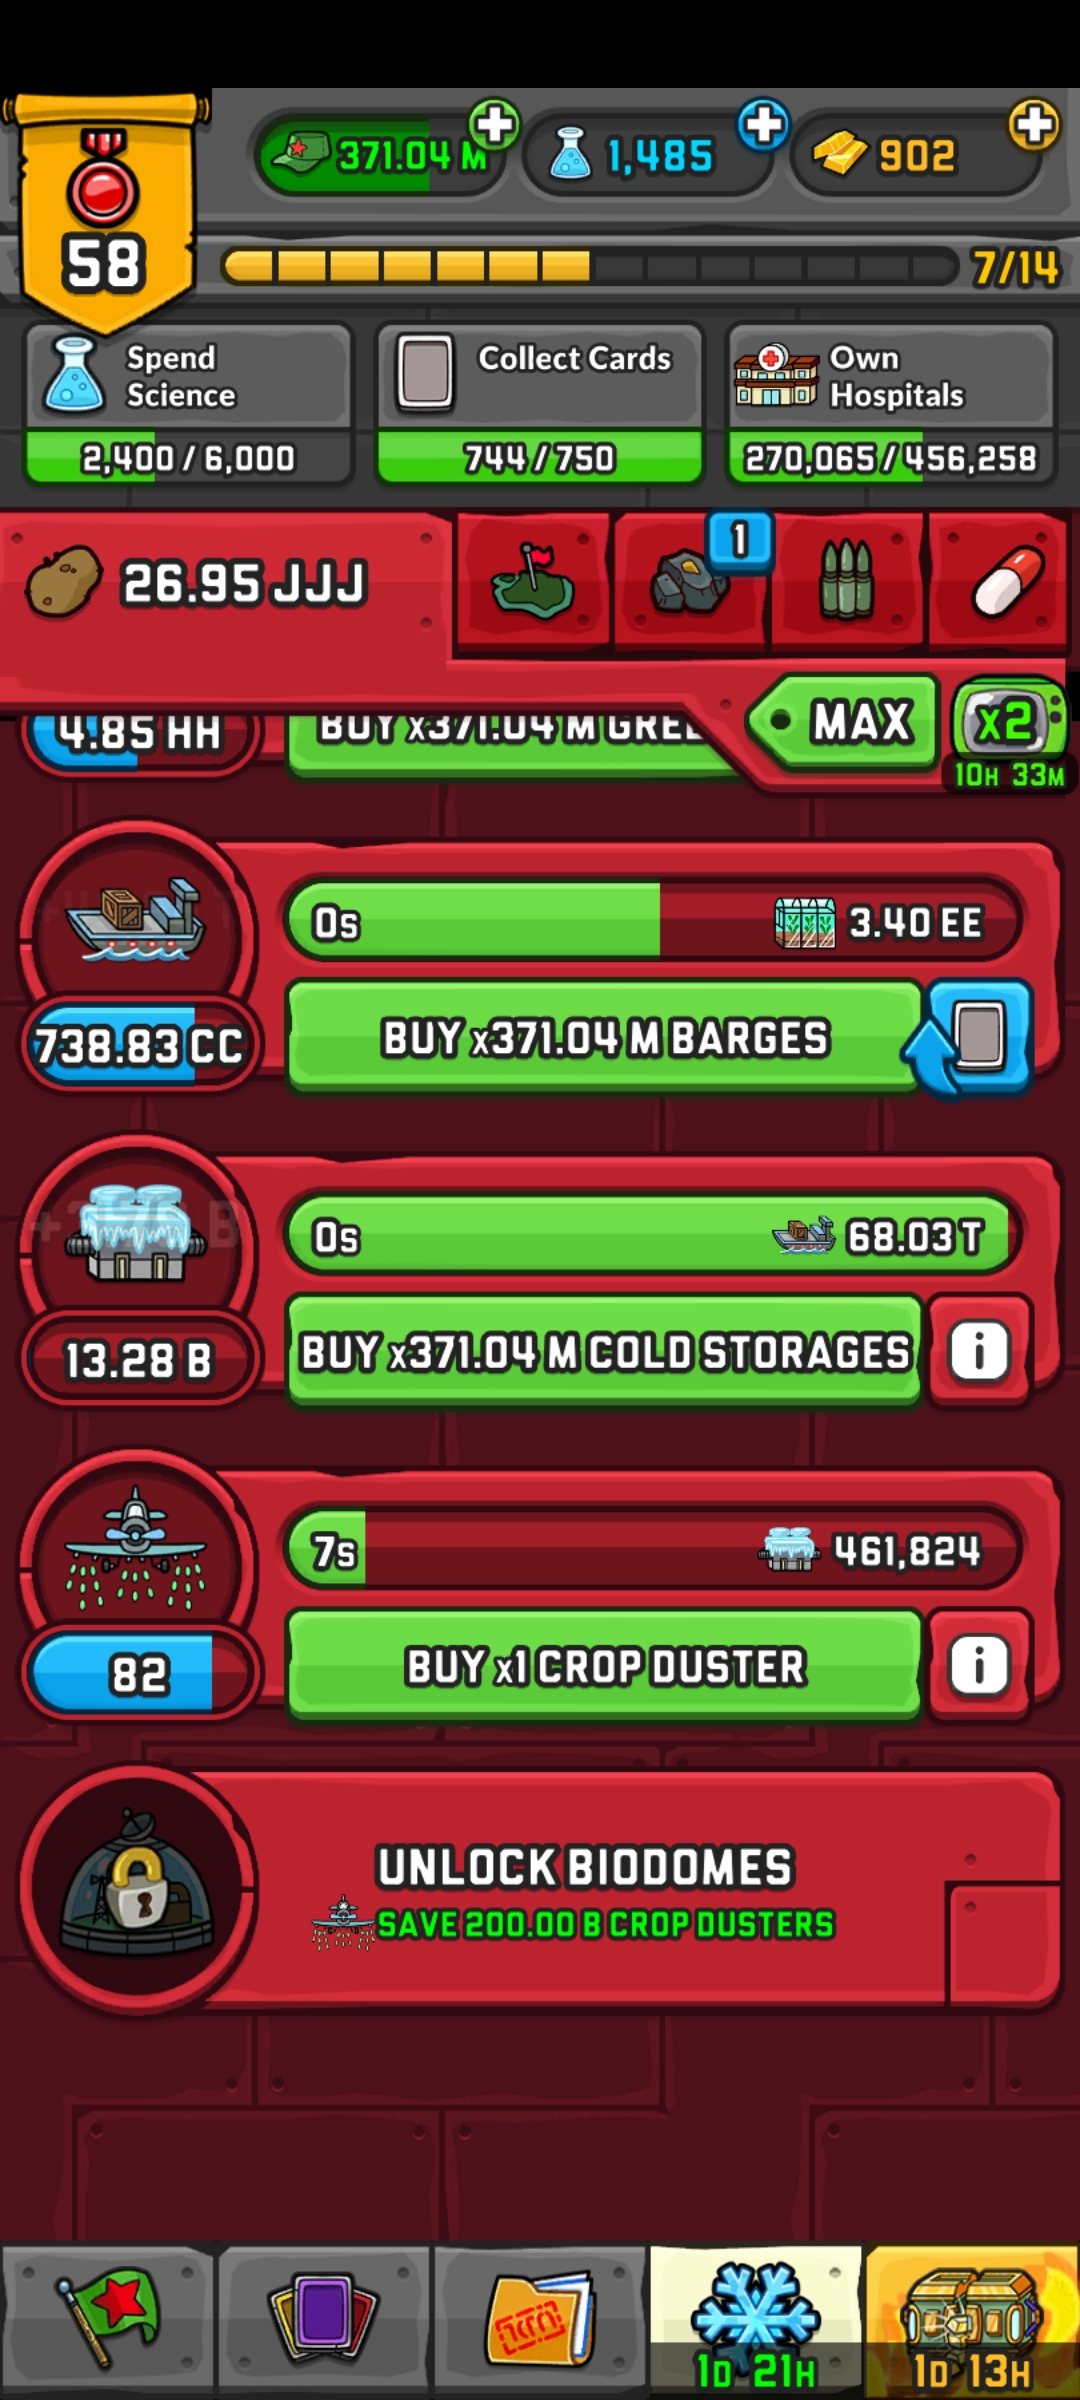 371.04 M
1,485
902
58
7/14
Spend
Science
2,400 / 6,000
Collect Cards
744 / 750
Own
Hospitals
270,065 / 456,258
26.95 JJJ
1
MAX
x2
10H 33M
4.85 HH
BUY x371.04 M
0s
3.40 EE
738.83 CC
BUY x371.04 M BARGES
0s
68.03 T
13.28 B
BUY x371.04 M COLD STORAGES
i
7s
461,824
82
BUY x1 CROP DUSTER
i
UNLOCK BIODOMES
SAVE 200.00 B CROP DUSTERS
1D 21H
1D 13H